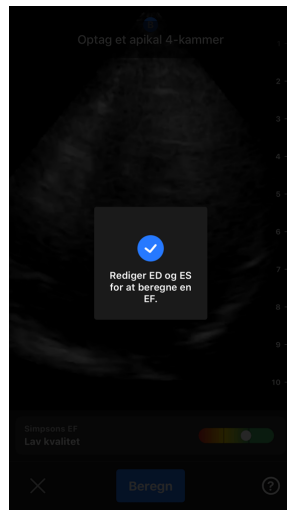 Optag et apikal 4-kammer
2
3
4
5
6
7
8
9
10
Rediger ED og ES
for at beregne en
EF.
Simpsons EF
Lav kvalitet
Beregn
?